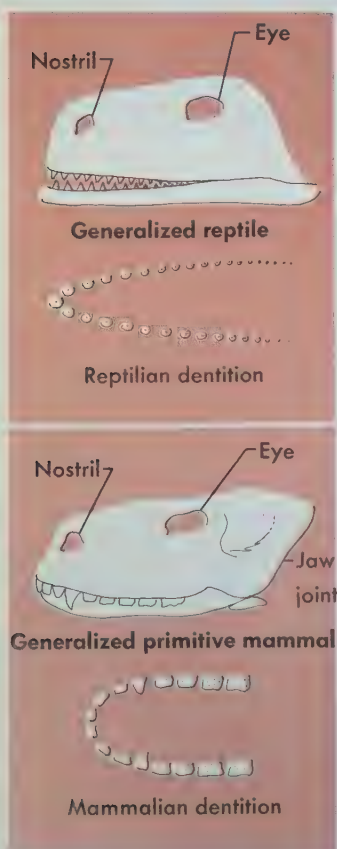 Eye
Nostril
Generalized reptile
Reptilian dentition
Eye
Nostril
Jaw
joint
Generalized primitive mammal
Mammalian dentition